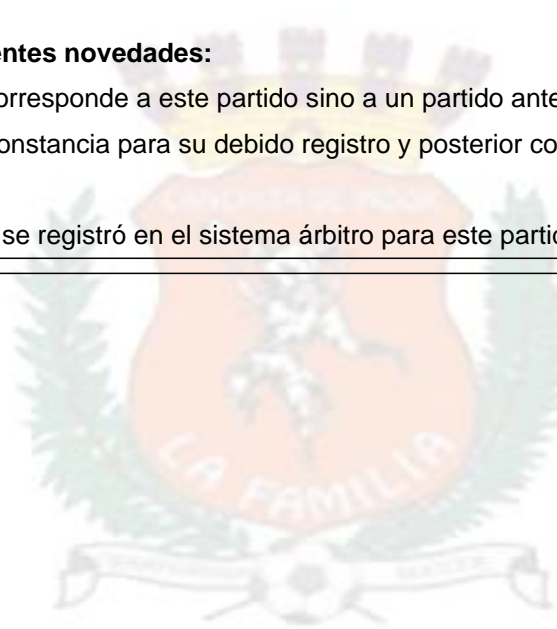 entes novedades:
orresponde a este partido sino a un partido ante
onstancia para su debido registro y posterior co
se registró en el sistema árbitro para este partid
LA FAMILIA